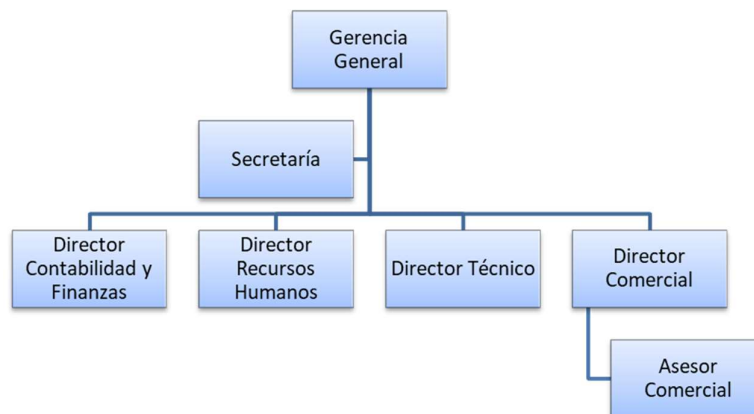 Gerencia
General
Secretaría
Director
Contabilidad y
Finanzas
Director
Recursos
Humanos
Director Técnico
Director
Comercial
Asesor
Comercial